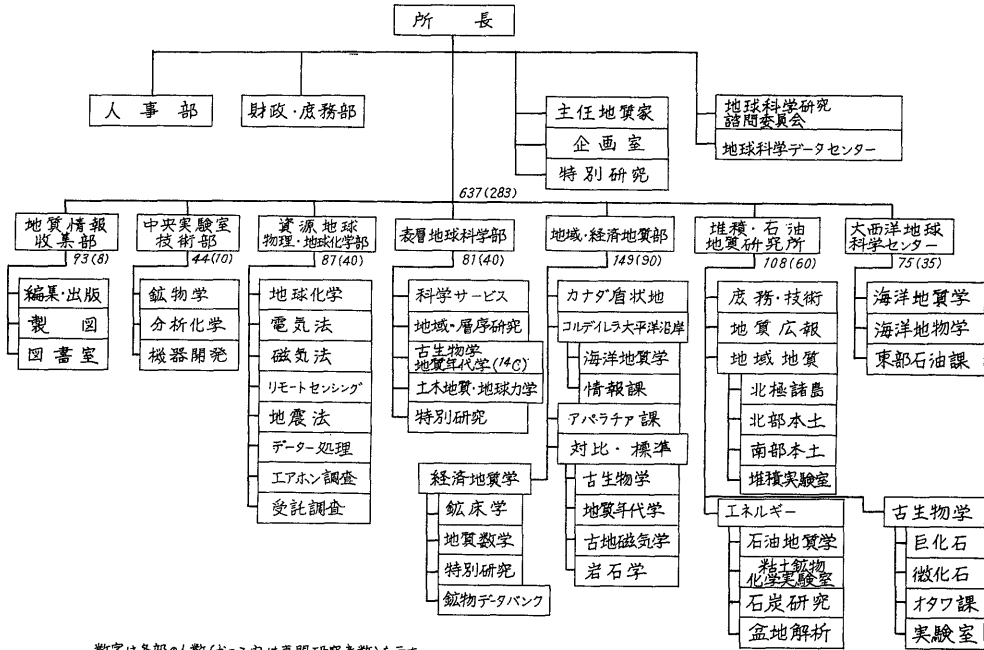 所 長
人 事 部
財政・庶務部
主任地質家
企 画 室
特別研究
地球科学研究
諮問委員会
地球科学データセンター
637(283)
地質情報
収集部
93(8)
編集・出版
製 図
図書室
中央実験室
技術部
44(10)
鉱物学
分析化学
機器開発
資源地球
物理・地球化学部
87(40)
地球化学
電気法
磁気法
リモートセンシング
地震法
データー処理
エアボン調査
受託調査
表層地球科学部
81(40)
科学サービス
地域・層序研究
古生物学
地質年代学(14C)
土木地質・地球力学
特別研究
地域・経済地質部
149(90)
カナダ盾状地
コルデイレラ太平洋沿岸
海洋地質学
情報課
アパラチァ課
対比・標準
古生物学
地質年代学
古地磁気学
岩石学
経済地質学
鉱床学
地質数学
特別研究
鉱物データバンク
堆積・石油
地質研究所
108(60)
庶務・技術
地質広報
地域地質
北極諸島
北部本土
南部本土
堆積実験室
エネルギー
石油地質学
粘土鉱物
化学実験室
石炭研究
盆地解析
古生物学
巨化石
微化石
オタワ課
実験室
大西洋地球
科学センター
75(35)
海洋地質学
海洋地物学
東部石油課